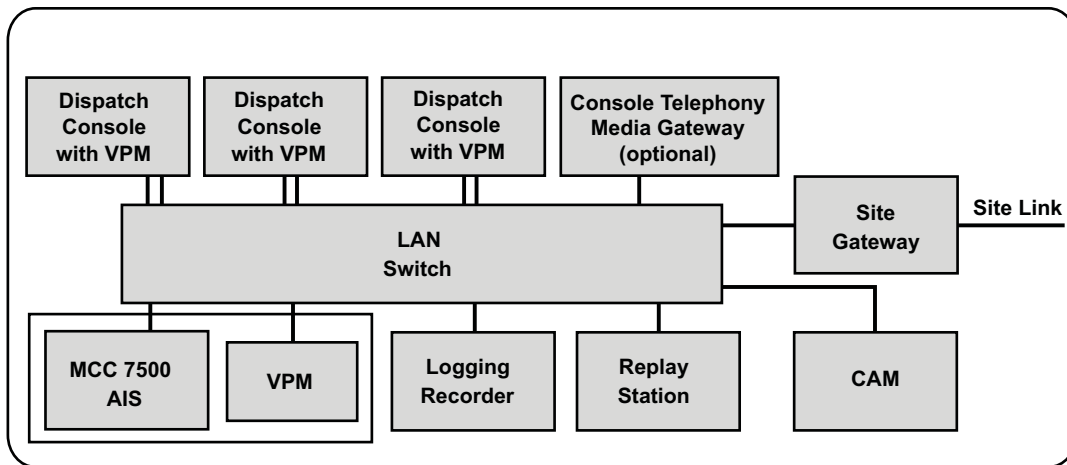 Dispatch
Console
with VPM
Dispatch
Console
with VPM
Dispatch
Console
with VPM
Console Telephony
Media Gateway
(optional)
Site
Gateway
Site Link
LAN
Switch
MCC 7500
AIS
VPM
Logging
Recorder
Replay
Station
CAM